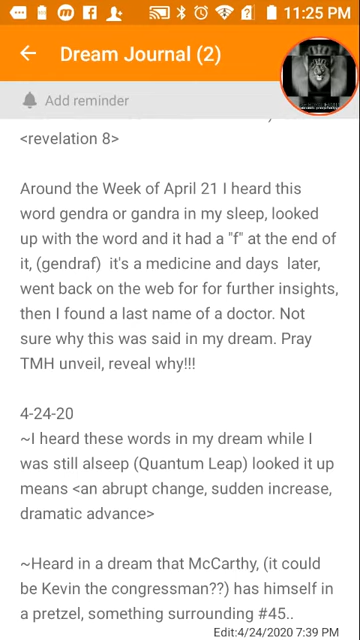 11:25 PM
Dream Journal (2)
Add reminder
<revelation 8>
Around the Week of April 21 I heard this
word gendra or gandra in my sleep, looked
up with the word and it had a "f" at the end of
it, (gendraf)  it's a medicine and days  later,
went back on the web for for further insights,
then I found a last name of a doctor. Not
sure why this was said in my dream. Pray
TMH unveil, reveal why!!!
4-24-20
~I heard these words in my dream while I
was still alseep (Quantum Leap) looked it up
means <an abrupt change, sudden increase,
dramatic advance>
~Heard in a dream that McCarthy, (it could
be Kevin the congressman??) has himself in
a pretzel, something surrounding #45..
Edit:4/24/2020 7:39 PM